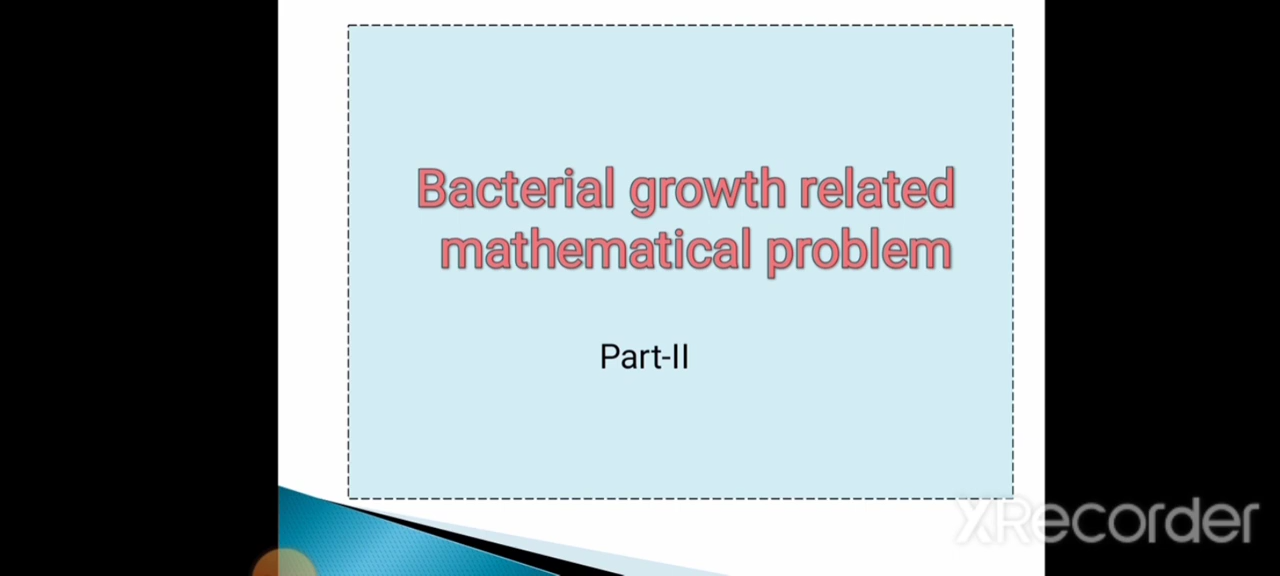 Bacterial growth related
mathematical problem
Part-II
XRecorder